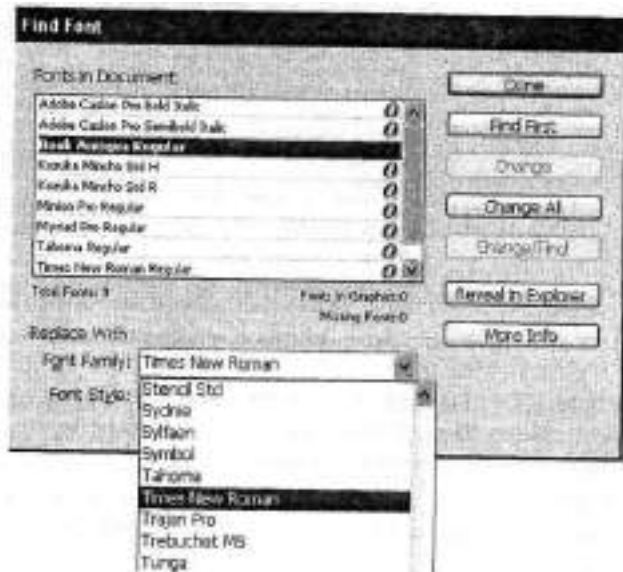 Find Font
Fonts in Document:
Adobe Caslon Pro Bold Italic
Adobe Caslon Pro Semibold Italic
Book Antiqua Regular
Kozuka Mincho Std H
Kozuka Mincho Std R
Minion Pro Regular
Myriad Pro Regular
Tahoma Regular
Times New Roman Regular
Total Fonts: 9
Fonts In Graphics:0
Missing Fonts:0
Done
Find First
Change
Change All
Change/Find
Reveal in Explorer
More Info
Replace With
Font Family: Times New Roman
Font Style:
Stencil Std
Sydnie
Sylfaen
Symbol
Tahoma
Times New Roman
Trajan Pro
Trebuchet MS
Tunga